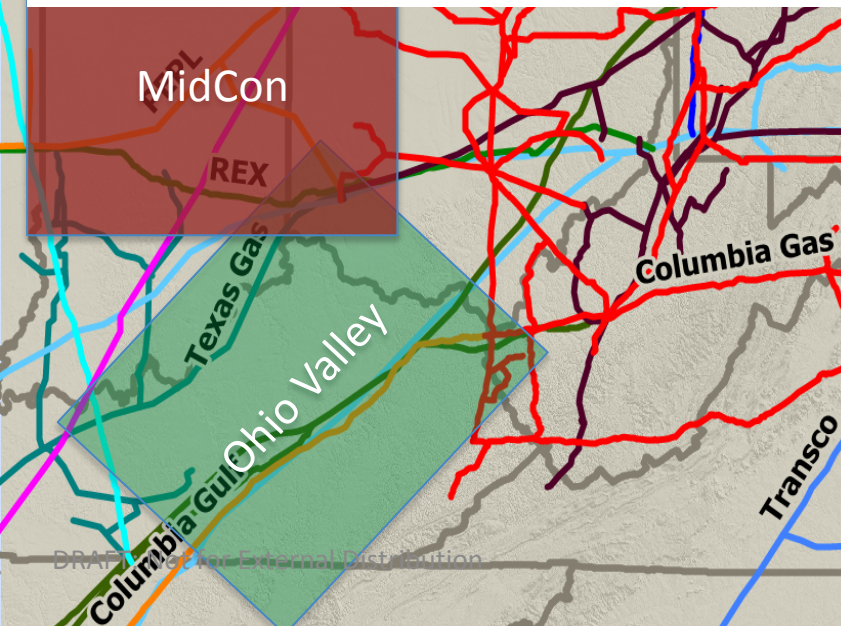 MidCon
REX
Texas Gas
Columbia Gas
Ohio Valley
Columbia Gulf
Transco
DRAFT: Not for External Distribution